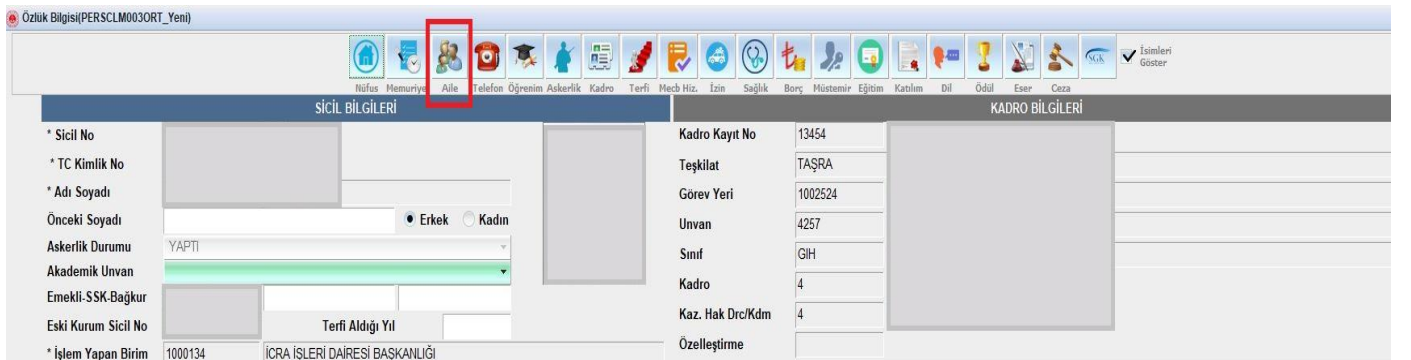 Özlük Bilgisi(PERSCLM003ORT_Yeni)
İsimleri Göster
Nüfus Memuriye Aile Telefon Öğrenim Askerlik Kadro Terfi Mecb Hiz. İzin Sağlık Borç Müstemir Eğitim Katılım Dil Ödül Eser Ceza SGK
SİCİL BİLGİLERİ
* Sicil No
* TC Kimlik No
* Adı Soyadı
Önceki Soyadı Erkek Kadın
Askerlik Durumu YAPTI
Akademik Unvan
Emekli-SSK-Bağkur
Eski Kurum Sicil No Terfi Aldığı Yıl
* İşlem Yapan Birim 1000134 İCRA İŞLERİ DAİRESİ BAŞKANLIĞI
KADRO BİLGİLERİ
Kadro Kayıt No 13454
Teşkilat TAŞRA
Görev Yeri 1002524
Unvan 4257
Sınıf GIH
Kadro 4
Kaz. Hak Drc/Kdm 4
Özelleştirme